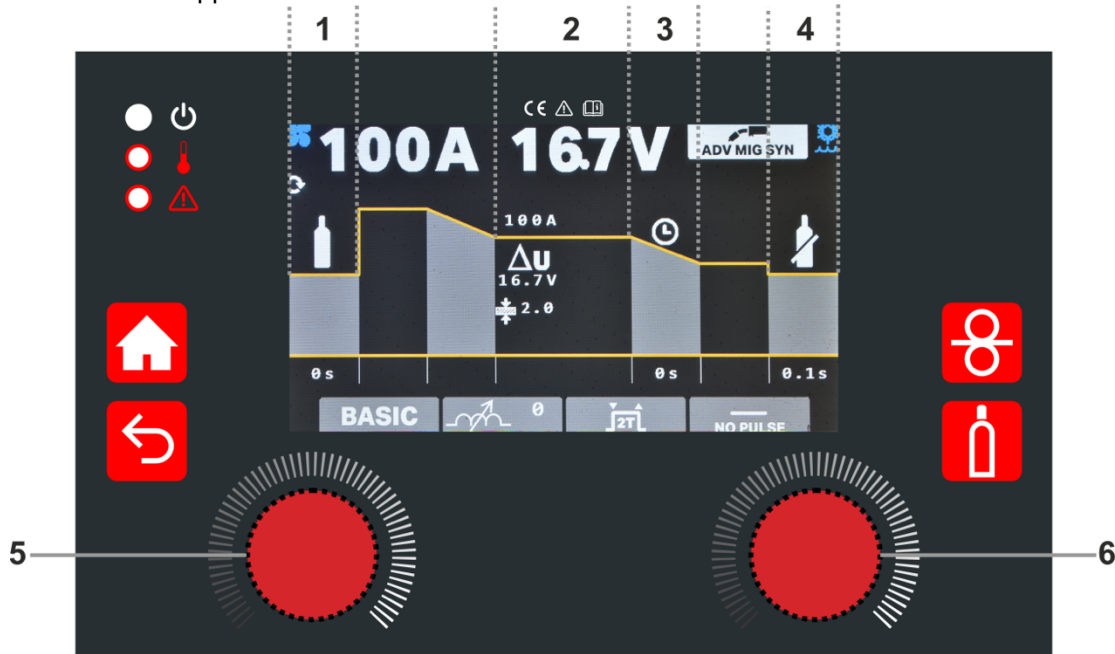 1 2 3 4
CE
100A 16.7V ADV MIG SYN
100A
ΔU
16.7V
2.0
0s 0s 0.1s
BASIC 0 2T NO PULSE
5 6